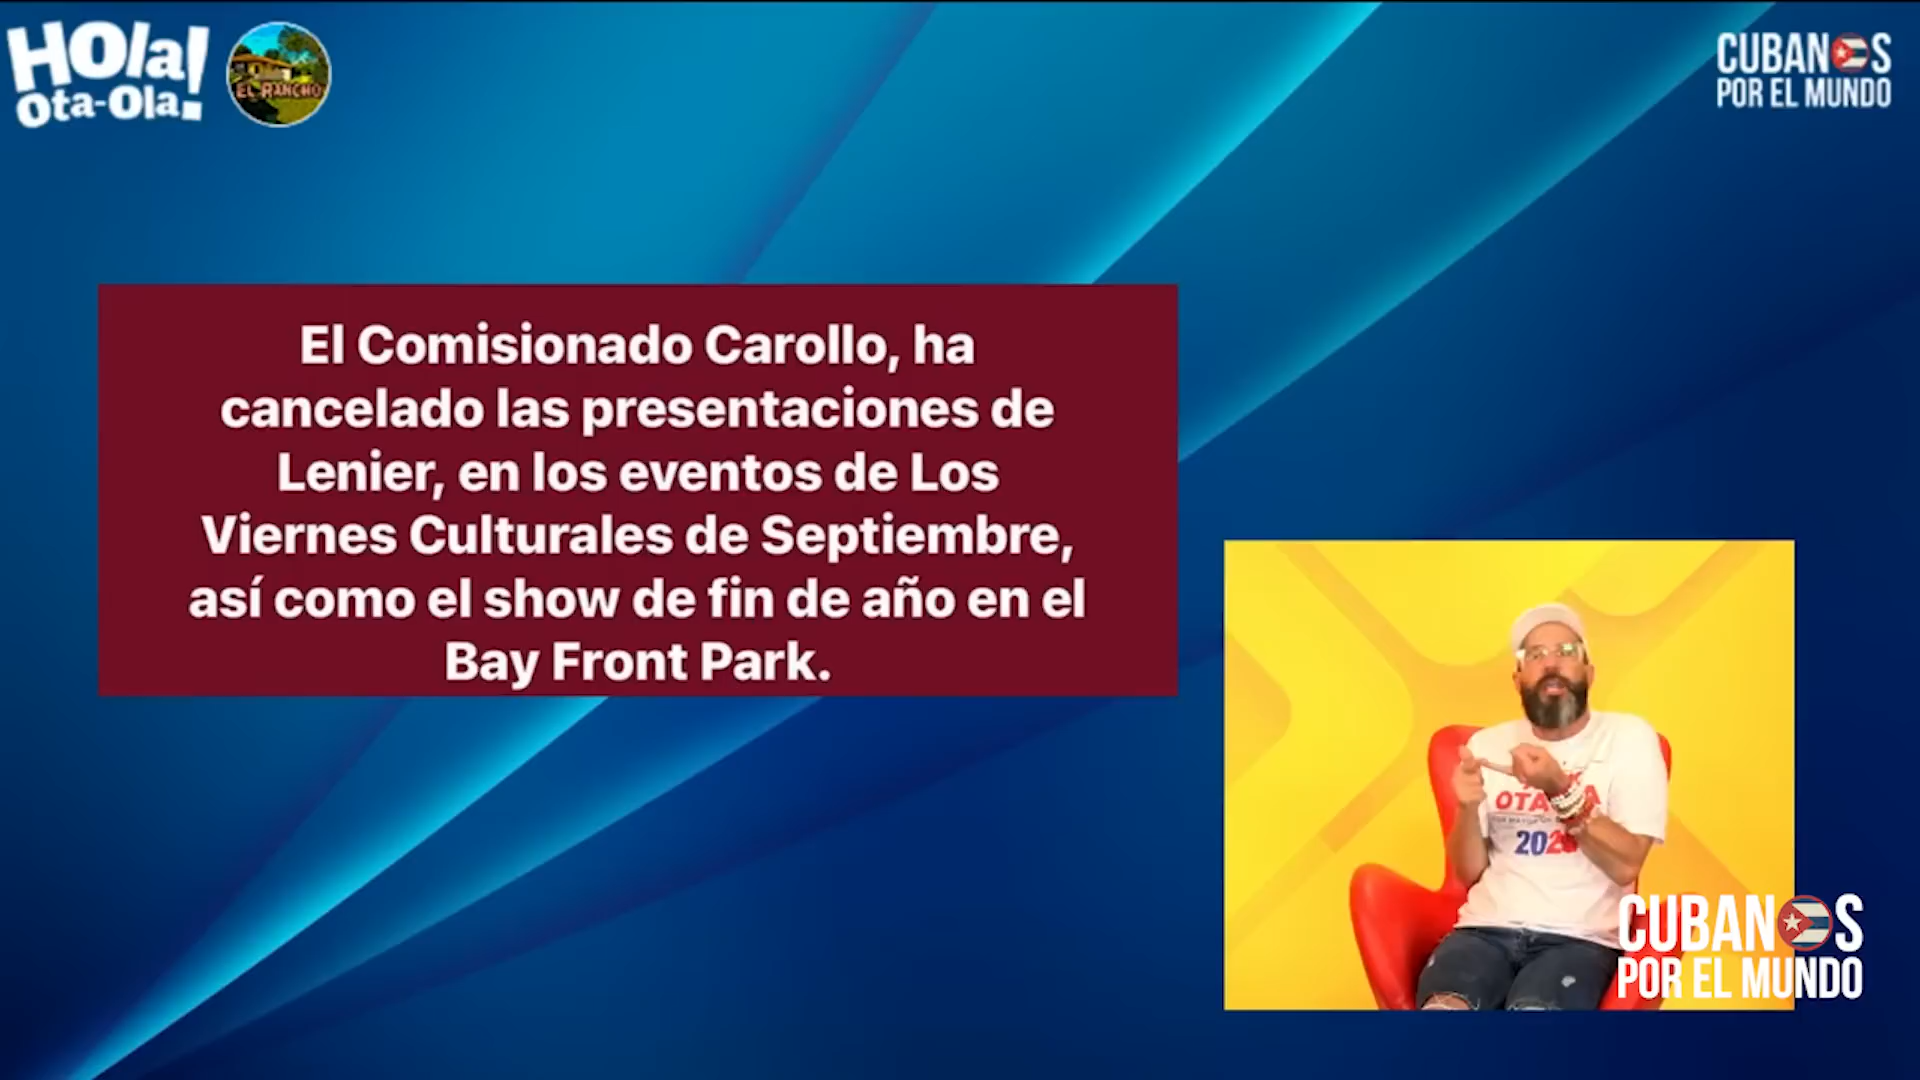 HOla!
Ota-Ola!
EL RANCHO
CUBANOS
POR EL MUNDO
El Comisionado Carollo, ha
cancelado las presentaciones de
Lenier, en los eventos de Los
Viernes Culturales de Septiembre,
así como el show de fin de año en el
Bay Front Park.
OTA
202
CUBANOS
POR EL MUNDO